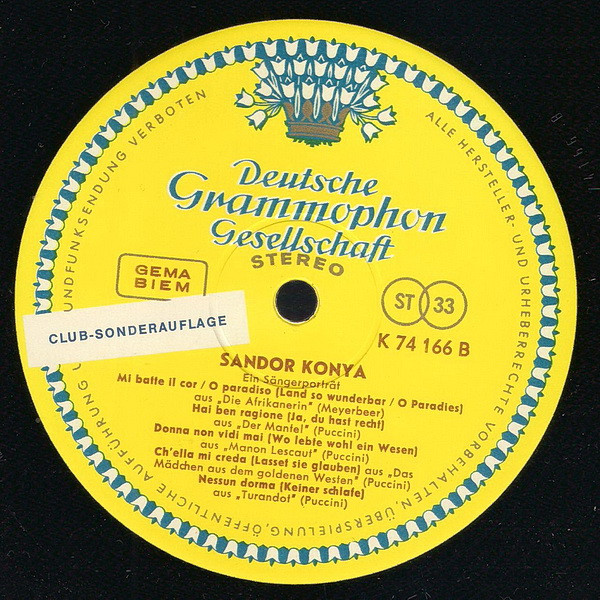 Deutsche
Grammophon
Gesellschaft
STEREO
GEMA
BIEM
ST 33
K 74 166 B
CLUB-SONDERAUFLAGE
SANDOR KONYA
Ein Sängerporträt
Mi batte il cor / O paradiso (Land so wunderbar / O Paradies)
aus „Die Afrikanerin" (Meyerbeer)
Hai ben ragione (Ja, du hast recht)
aus „Der Mantel" (Puccini)
Donna non vidi mai (Wo lebte wohl ein Wesen)
aus „Manon Lescaut" (Puccini)
Ch'ella mi creda (Lasset sie glauben) aus „Das
Mädchen aus dem goldenen Westen" (Puccini)
Nessun dorma (Keiner schlafe)
aus „Turandot" (Puccini)
ALLE HERSTELLER- UND URHEBERRECHTE VORBEHALTEN, ÜBERSPIELUNG, ÖFFENTLICHE AUFFÜHRUNG U RUNDFUNKSENDUNG VERBOTEN